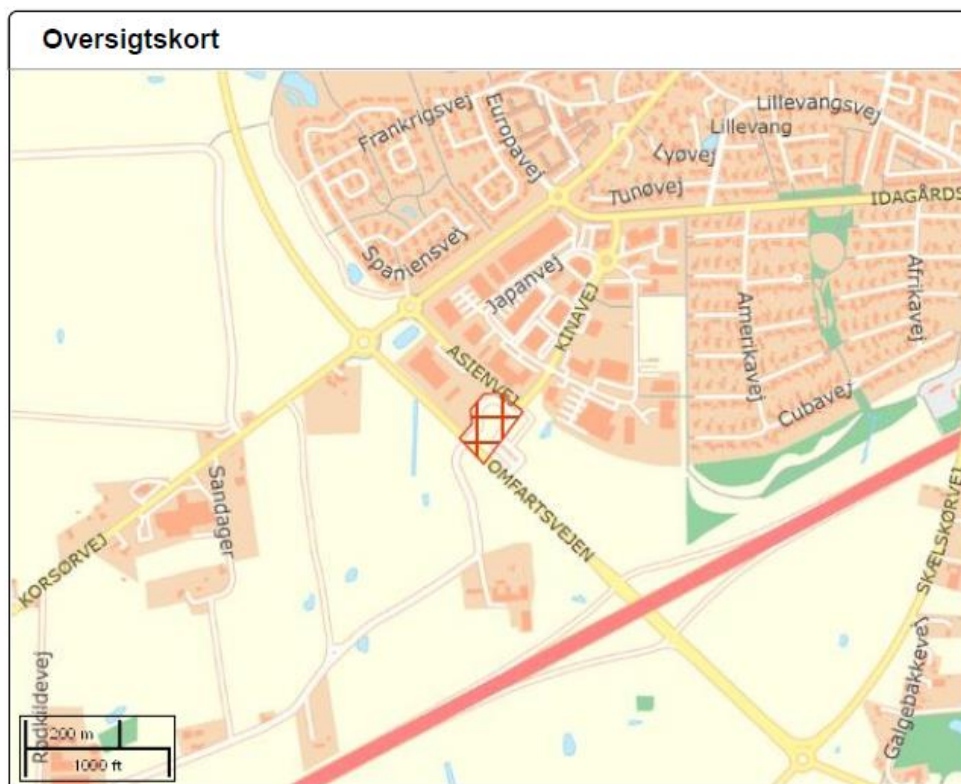 Oversigtskort
Frankrigsvej
Europavej
Lillevangsvej
Lillevang
Lyøvej
Tunøvej
IDAGÅRDS
Spaniensvej
Japanvej
KINAVEJ
Amerikavej
Afrikavej
ASIENVEJ
Cubavej
OMFARTSVEJEN
Sandager
KORSØRVEJ
SKÆLSKØRVEJ
Galgebakkevej
Rødkildevej
200 m
1000 ft